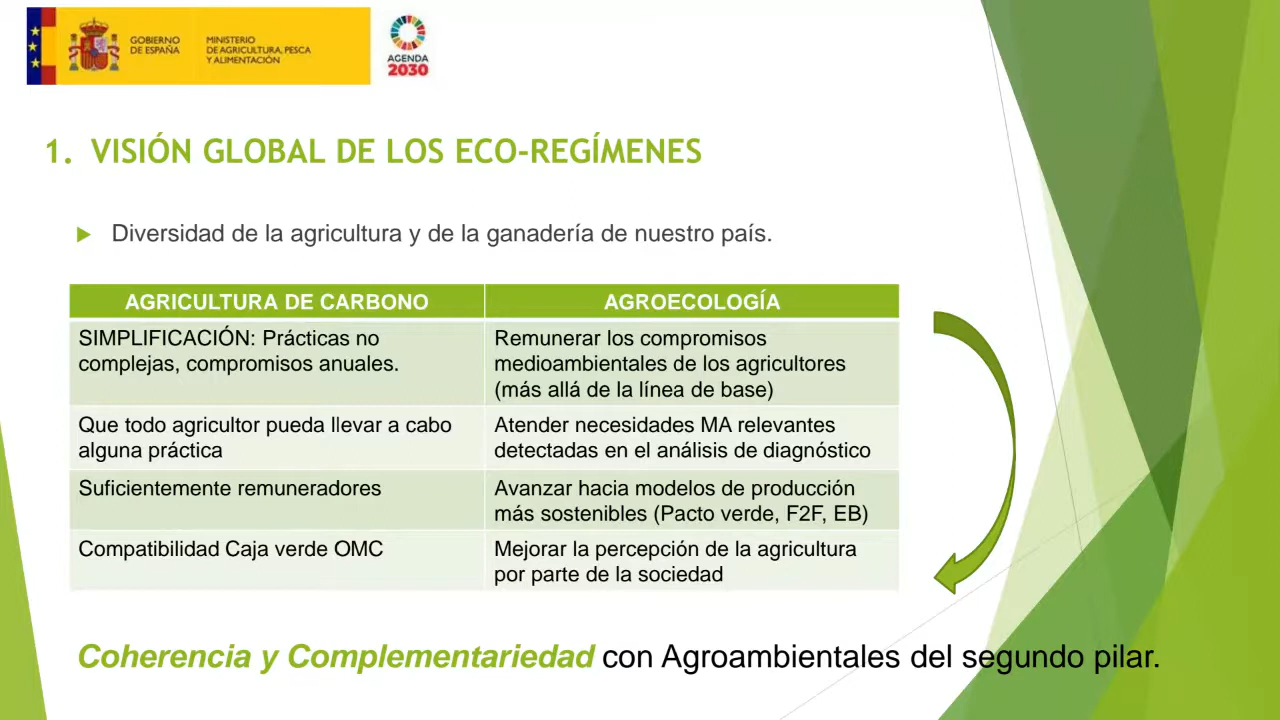 GOBIERNO
DE ESPAÑA
MINISTERIO
DE AGRICULTURA, PESCA
Y ALIMENTACIÓN
AGENDA
2030
1. VISIÓN GLOBAL DE LOS ECO-REGÍMENES
Diversidad de la agricultura y de la ganadería de nuestro país.
AGRICULTURA DE CARBONO
AGROECOLOGÍA
SIMPLIFICACIÓN: Prácticas no
complejas, compromisos anuales.
Remunerar los compromisos
medioambientales de los agricultores
(más allá de la línea de base)
Que todo agricultor pueda llevar a cabo
alguna práctica
Atender necesidades MA relevantes
detectadas en el análisis de diagnóstico
Suficientemente remuneradores
Avanzar hacia modelos de producción
más sostenibles (Pacto verde, F2F, EB)
Compatibilidad Caja verde OMC
Mejorar la percepción de la agricultura
por parte de la sociedad
Coherencia y Complementariedad con Agroambientales del segundo pilar.